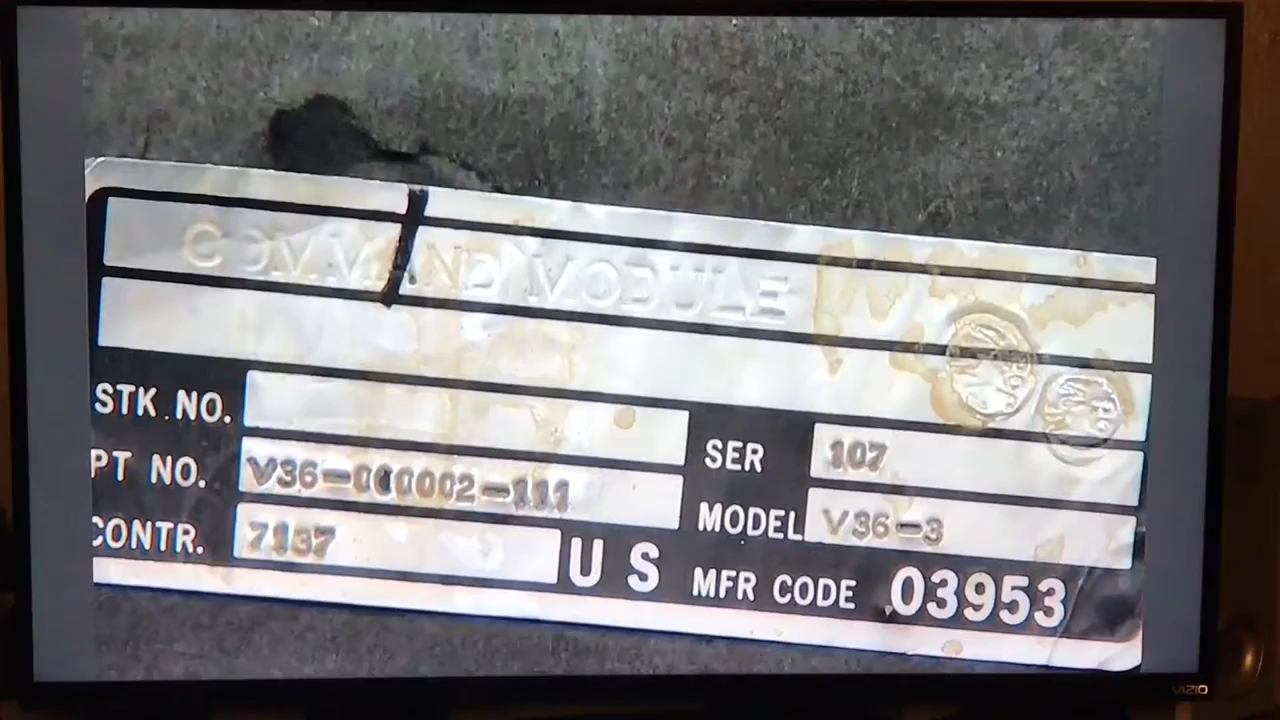 COMMAND MODULE
STK.NO.
SER 107
PT NO. V36-000002-111
MODEL V36-3
CONTR. 7137
US MFR CODE 03953
VIZIO